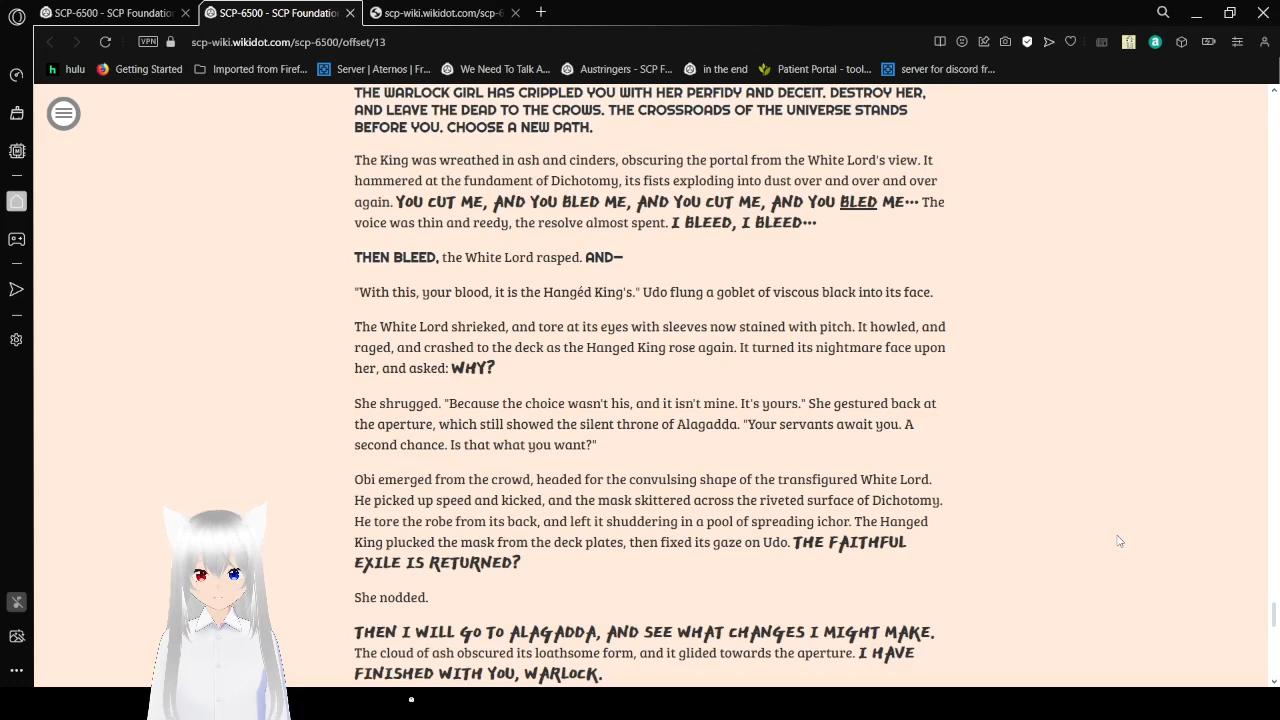 SCP-6500 - SCP Foundation
SCP-6500 - SCP Foundation
scp-wiki.wikidot.com/scp-6
VPN
scp-wiki.wikidot.com/scp-6500/offset/13
hulu
Getting Started
Imported from Firef...
Server | Aternos | Fr...
We Need To Talk A...
Austringers - SCP F...
in the end
Patient Portal - tool...
server for discord fr...
THE WARLOCK GIRL HAS CRIPPLED YOU WITH HER PERFIDY AND DECEIT. DESTROY HER,
AND LEAVE THE DEAD TO THE CROWS. THE CROSSROADS OF THE UNIVERSE STANDS
BEFORE YOU. CHOOSE A NEW PATH.
The King was wreathed in ash and cinders, obscuring the portal from the White Lord's view. It
hammered at the fundament of Dichotomy, its fists exploding into dust over and over and over
again. YOU CUT ME, AND YOU BLED ME, AND YOU CUT ME, AND YOU BLED ME… The
voice was thin and reedy, the resolve almost spent. I BLEED, I BLEED…
THEN BLEED, the White Lord rasped. AND—
"With this, your blood, it is the Hangéd King's." Udo flung a goblet of viscous black into its face.
The White Lord shrieked, and tore at its eyes with sleeves now stained with pitch. It howled, and
raged, and crashed to the deck as the Hanged King rose again. It turned its nightmare face upon
her, and asked: WHY?
She shrugged. "Because the choice wasn't his, and it isn't mine. It's yours." She gestured back at
the aperture, which still showed the silent throne of Alagadda. "Your servants await you. A
second chance. Is that what you want?"
Obi emerged from the crowd, headed for the convulsing shape of the transfigured White Lord.
He picked up speed and kicked, and the mask skittered across the riveted surface of Dichotomy.
He tore the robe from its back, and left it shuddering in a pool of spreading ichor. The Hanged
King plucked the mask from the deck plates, then fixed its gaze on Udo. THE FAITHFUL
EXILE IS RETURNED?
She nodded.
THEN I WILL GO TO ALAGADDA, AND SEE WHAT CHANGES I MIGHT MAKE.
The cloud of ash obscured its loathsome form, and it glided towards the aperture. I HAVE
FINISHED WITH YOU, WARLOCK.